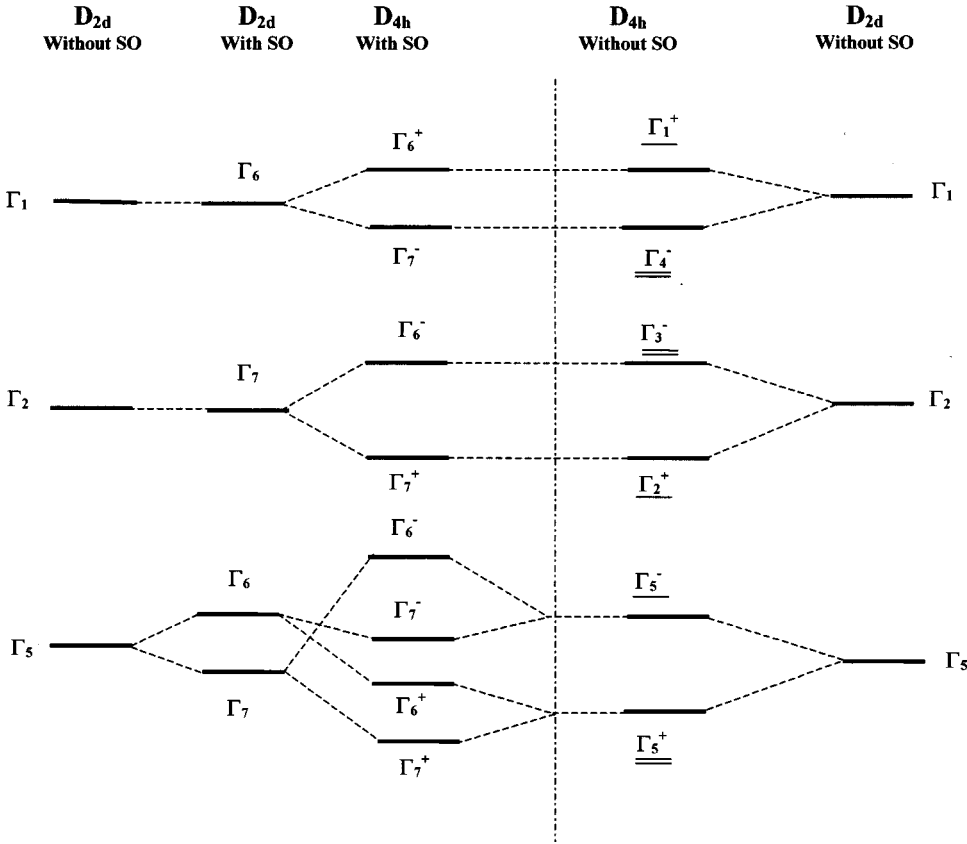 D₂d D₂d D₄h D₄h D₂d
Without SO With SO With SO Without SO Without SO
Γ₁⁺
Γ₆⁺
Γ₆
Γ₁ Γ₁
Γ₇⁻ Γ₄⁻
Γ₆⁻ Γ₃⁻
Γ₇
Γ₂ Γ₂
Γ₇⁺ Γ₂⁺
Γ₆⁻
Γ₆ Γ₅⁻
Γ₇⁻
Γ₅ Γ₅
Γ₇ Γ₆⁺
Γ₅⁺
Γ₇⁺